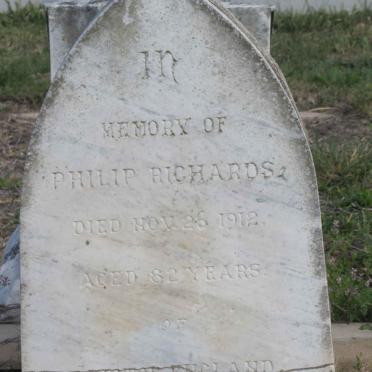 IN
MEMORY OF
PHILIP RICHARDS
DIED NOV. 26 1912.
AGED 82 YEARS
OF